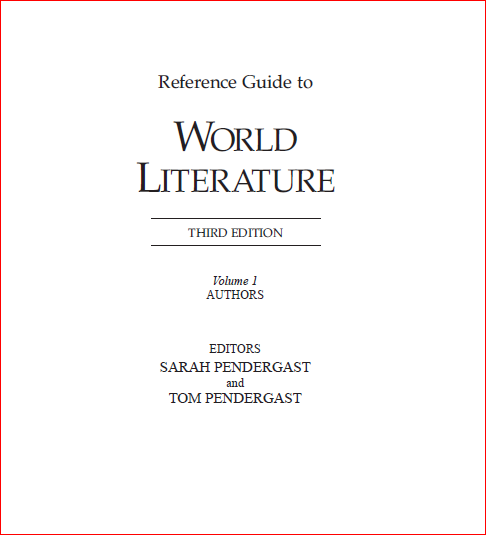 Reference Guide to
WORLD
LITERATURE
THIRD EDITION
Volume 1
AUTHORS
EDITORS
SARAH PENDERGAST
and
TOM PENDERGAST